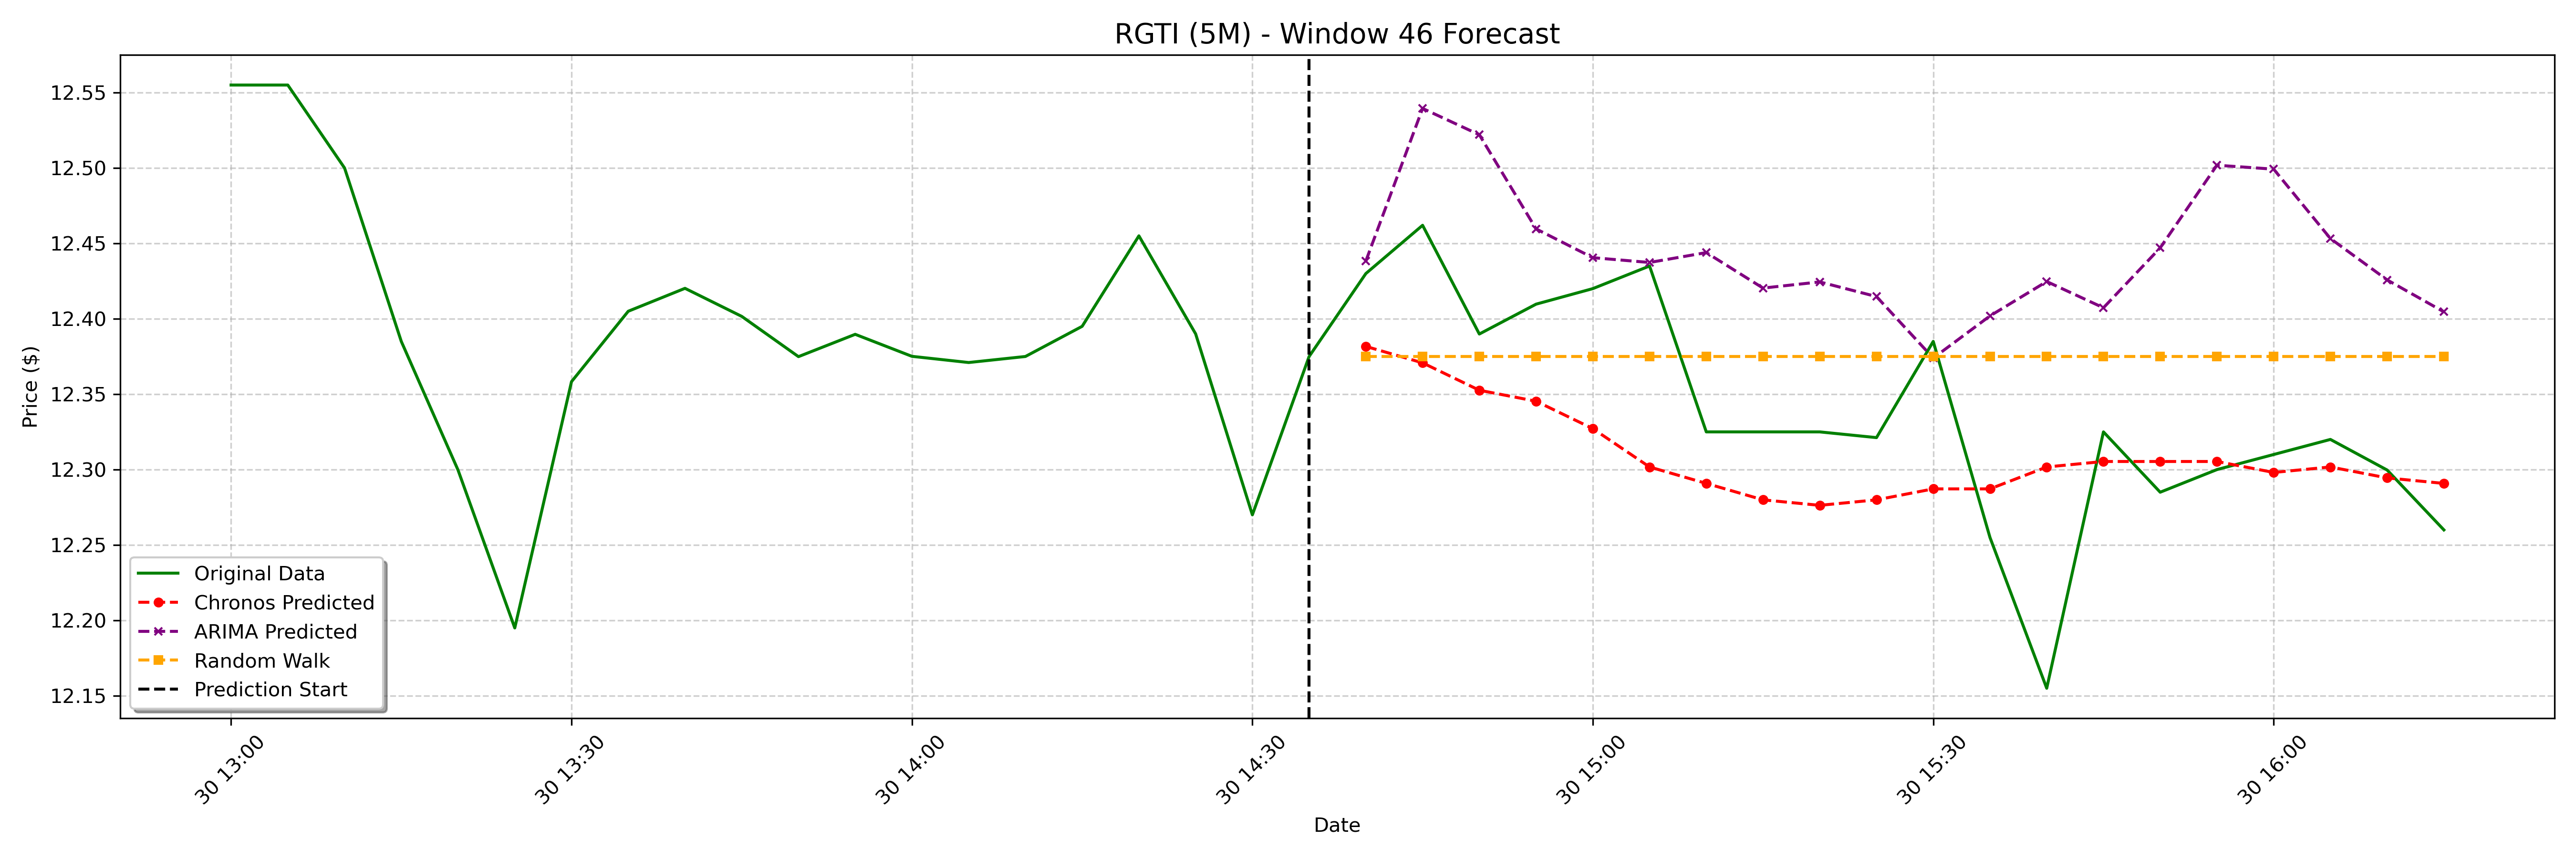 RGTI (5M) - Window 46 Forecast
Price ($)
12.55
12.50
12.45
12.40
12.35
12.30
12.25
12.20
12.15
Original Data
Chronos Predicted
ARIMA Predicted
Random Walk
Prediction Start
30 13:00
30 13:30
30 14:00
30 14:30
30 15:00
30 15:30
30 16:00
Date